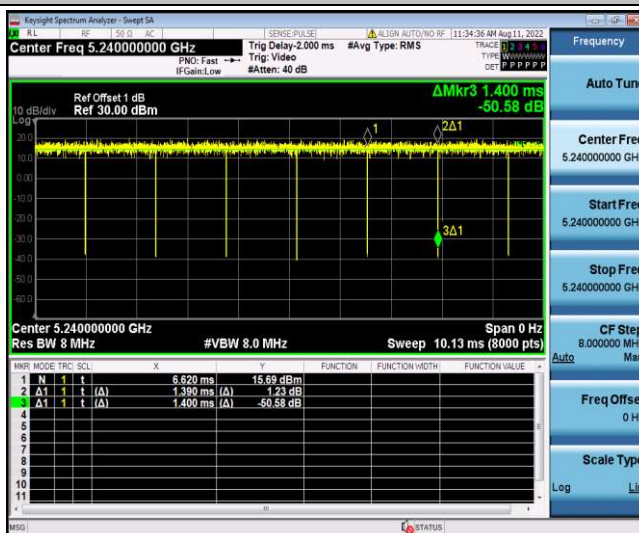 Keysight Spectrum Analyzer - Swept SA
RL RF 50 Ω AC SENSE:PULSE ALIGN AUTO/NO RF 11:34:36 AM Aug 11, 2022
Center Freq 5.240000000 GHz Trig Delay-2.000 ms #Avg Type: RMS TRACE 1 2 3 4 5 6
PNO: Fast Trig: Video TYPE
IFGain:Low #Atten: 40 dB DET P P P P P P
ΔMkr3 1.400 ms
-50.58 dB
Ref Offset 1 dB
10 dB/div Ref 30.00 dBm
Log
20.0
10.0
0.00
-10.0
-20.0
-30.0
-40.0
-50.0
-60.0
1
2Δ1
3Δ1
Center 5.240000000 GHz Span 0 Hz
Res BW 8 MHz #VBW 8.0 MHz Sweep 10.13 ms (8000 pts)
MKR MODE TRC SCL X Y FUNCTION FUNCTION WIDTH FUNCTION VALUE
1 N 1 t 6.620 ms 15.69 dBm
2 Δ1 1 t (Δ) 1.390 ms (Δ) 1.23 dB
3 Δ1 1 t (Δ) 1.400 ms (Δ) -50.58 dB
4
5
6
7
8
9
10
11
MSG STATUS
Frequency
Auto Tune
Center Freq
5.240000000 GH
Start Freq
5.240000000 GH
Stop Freq
5.240000000 GH
CF Step
8.000000 MH
Auto Ma
Freq Offse
0 H
Scale Type
Log Li